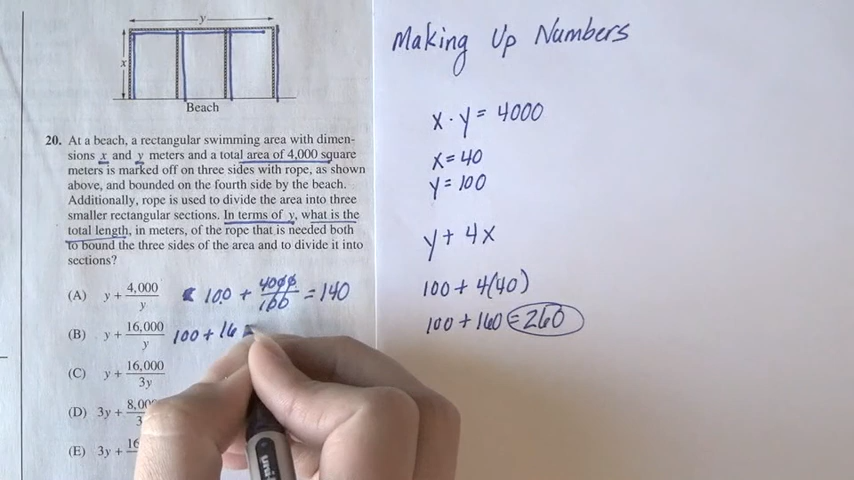 y
x
Beach
20. At a beach, a rectangular swimming area with dimen-
sions x and y meters and a total area of 4,000 square
meters is marked off on three sides with rope, as shown
above, and bounded on the fourth side by the beach.
Additionally, rope is used to divide the area into three
smaller rectangular sections. In terms of y, what is the
total length, in meters, of the rope that is needed both
to bound the three sides of the area and to divide it into
sections?
(A) y + 4,000/y 100 + 4000/100 = 140
(B) y + 16,000/y 100 + 16
(C) y + 16,000/3y
(D) 3y +
(E) 3y +
Making Up Numbers
x · y = 4000
x = 40
y = 100
y + 4x
100 + 4(40)
100 + 160 = 260